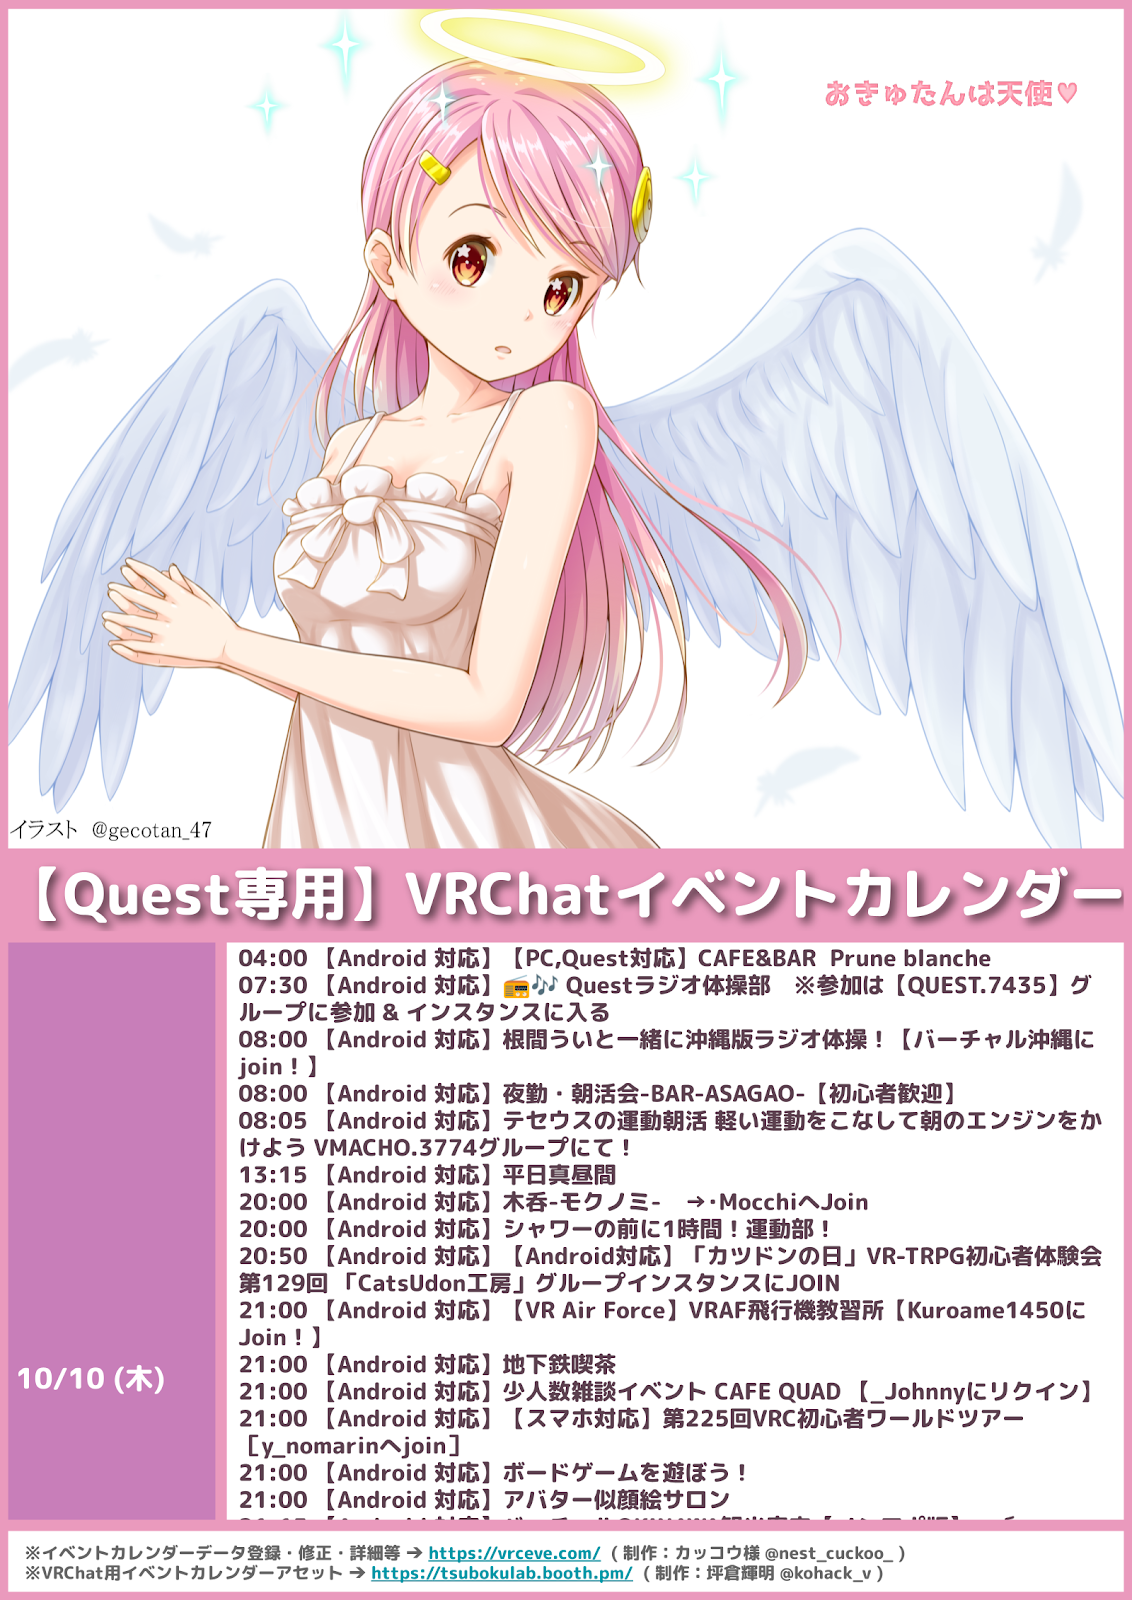 おきゅたんは天使♥
イラスト @gecotan_47
【Quest専用】VRChatイベントカレンダー
10/10 (木)
04:00 【Android 対応】【PC,Quest対応】CAFE&BAR Prune blanche
07:30 【Android 対応】📻🎶 Questラジオ体操部　※参加は【QUEST.7435】グ
ループに参加 & インスタンスに入る
08:00 【Android 対応】根間ういと一緒に沖縄版ラジオ体操！【バーチャル沖縄に
join！】
08:00 【Android 対応】夜勤・朝活会-BAR-ASAGAO-【初心者歓迎】
08:05 【Android 対応】テセウスの運動朝活 軽い運動をこなして朝のエンジンをか
けよう VMACHO.3774グループにて！
13:15 【Android 対応】平日真昼間
20:00 【Android 対応】木呑-モクノミ-　→･MocchiへJoin
20:00 【Android 対応】シャワーの前に1時間！運動部！
20:50 【Android 対応】【Android対応】「カツドンの日」VR-TRPG初心者体験会
第129回 「CatsUdon工房」グループインスタンスにJOIN
21:00 【Android 対応】【VR Air Force】VRAF飛行機教習所【Kuroame1450に
Join！】
21:00 【Android 対応】地下鉄喫茶
21:00 【Android 対応】少人数雑談イベント CAFE QUAD 【_Johnnyにリクイン】
21:00 【Android 対応】【スマホ対応】第225回VRC初心者ワールドツアー
［y_nomarinへjoin］
21:00 【Android 対応】ボードゲームを遊ぼう！
21:00 【Android 対応】アバター似顔絵サロン
※イベントカレンダーデータ登録・修正・詳細等 → https://vrceve.com/ ( 制作：カッコウ様 @nest_cuckoo_ )
※VRChat用イベントカレンダーアセット → https://tsubokulab.booth.pm/ ( 制作：坪倉輝明 @kohack_v )